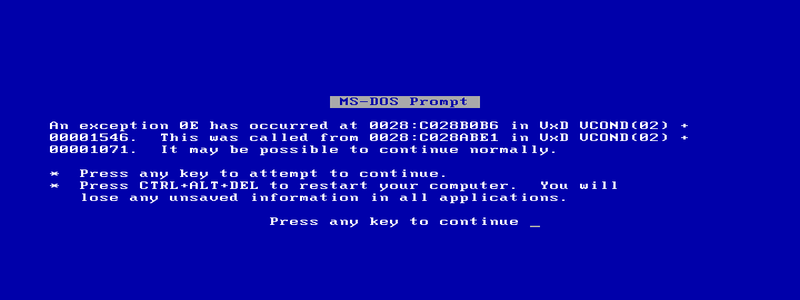 MS-DOS Prompt
An exception 0E has occurred at 0028:C028B0B6 in VxD VCOND(02) +
00001546.  This was called from 0028:C028ABE1 in VxD VCOND(02) +
00001071.  It may be possible to continue normally.
*  Press any key to attempt to continue.
*  Press CTRL+ALT+DEL to restart your computer.  You will
lose any unsaved information in all applications.
Press any key to continue _